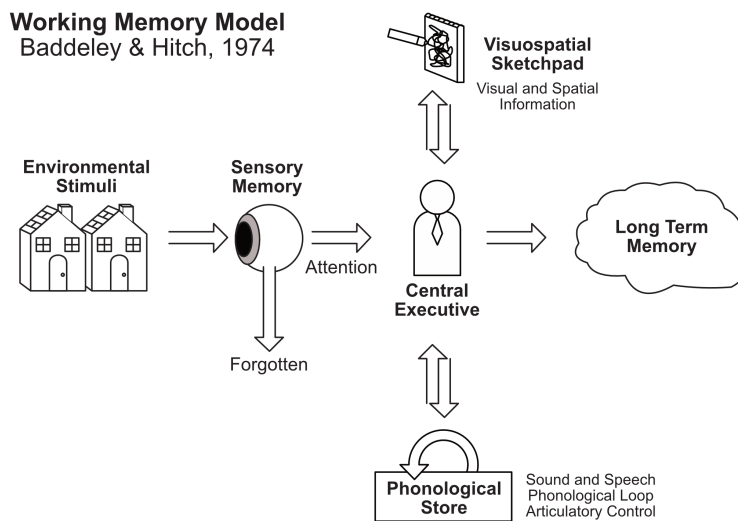 Working Memory Model
Baddeley & Hitch, 1974
Visuospatial
Sketchpad
Visual and Spatial
Information
Environmental
Stimuli
Sensory
Memory
Attention
Forgotten
Central
Executive
Long Term
Memory
Phonological
Store
Sound and Speech
Phonological Loop
Articulatory Control